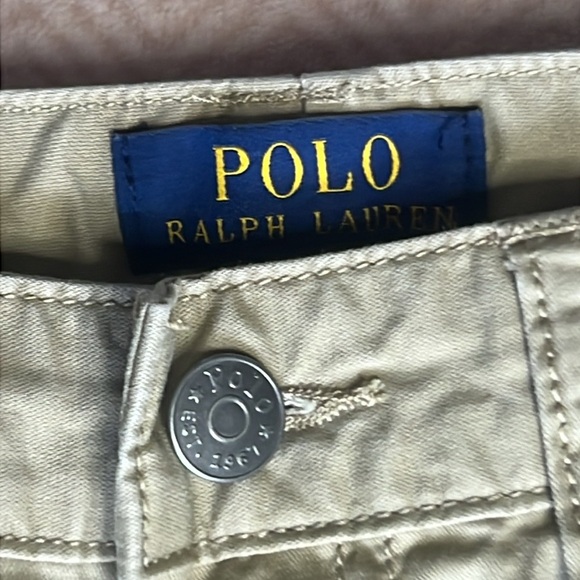 POLO
RALPH LAUREN
* POLO * EST. 1967